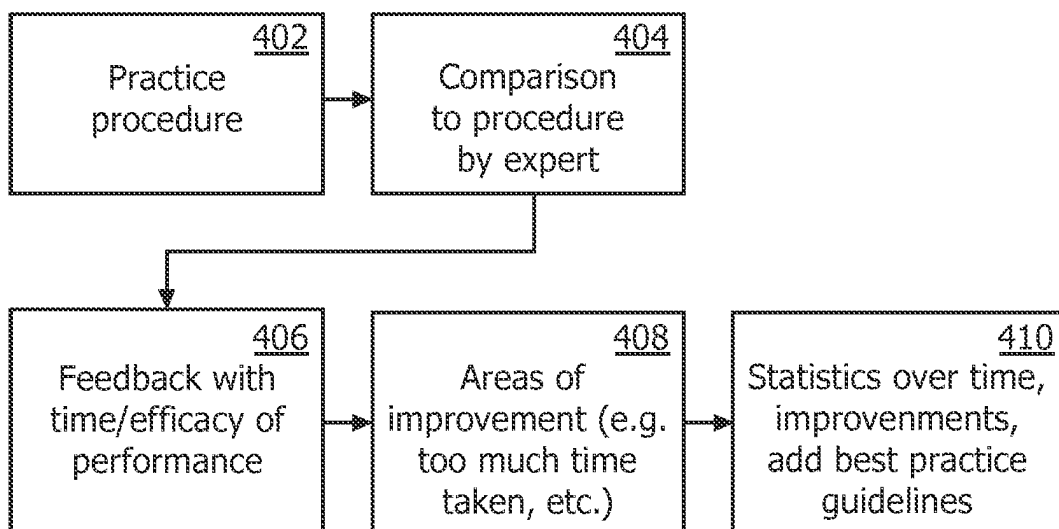 402
Practice
procedure
404
Comparison
to procedure
by expert
406
Feedback with
time/efficacy of
performance
408
Areas of
improvement (e.g.
too much time
taken, etc.)
410
Statistics over time,
improvenments,
add best practice
guidelines